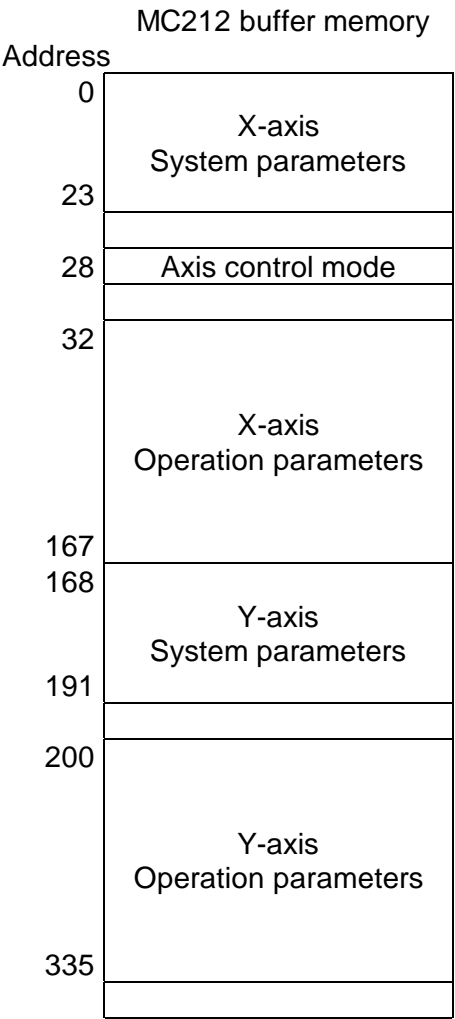 MC212 buffer memory
Address
0
X-axis
System parameters
23
28 Axis control mode
32
X-axis
Operation parameters
167
168
Y-axis
System parameters
191
200
Y-axis
Operation parameters
335